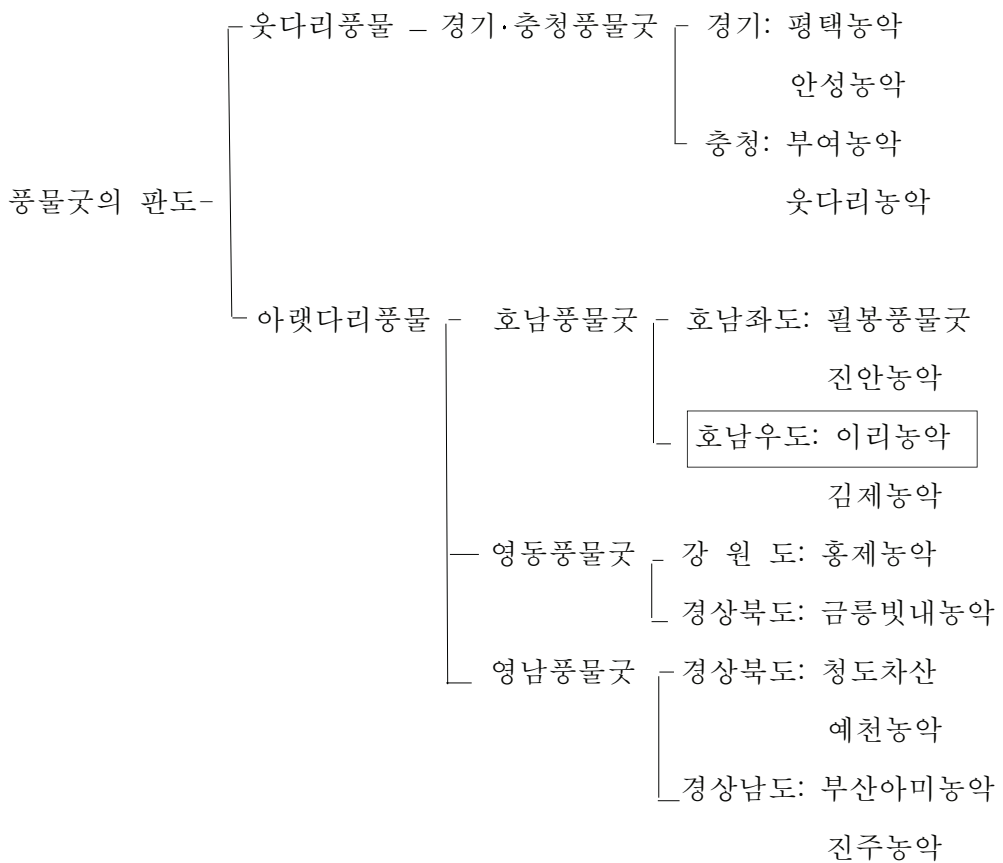 웃다리풍물 - 경기·충청풍물굿 - 경기: 평택농악
안성농악
충청: 부여농악
풍물굿의 판도-
웃다리농악
아랫다리풍물 - 호남풍물굿 - 호남좌도: 필봉풍물굿
진안농악
호남우도: 이리농악
김제농악
영동풍물굿 - 강 원 도: 홍제농악
경상북도: 금릉빗내농악
영남풍물굿 - 경상북도: 청도차산
예천농악
경상남도: 부산아미농악
진주농악